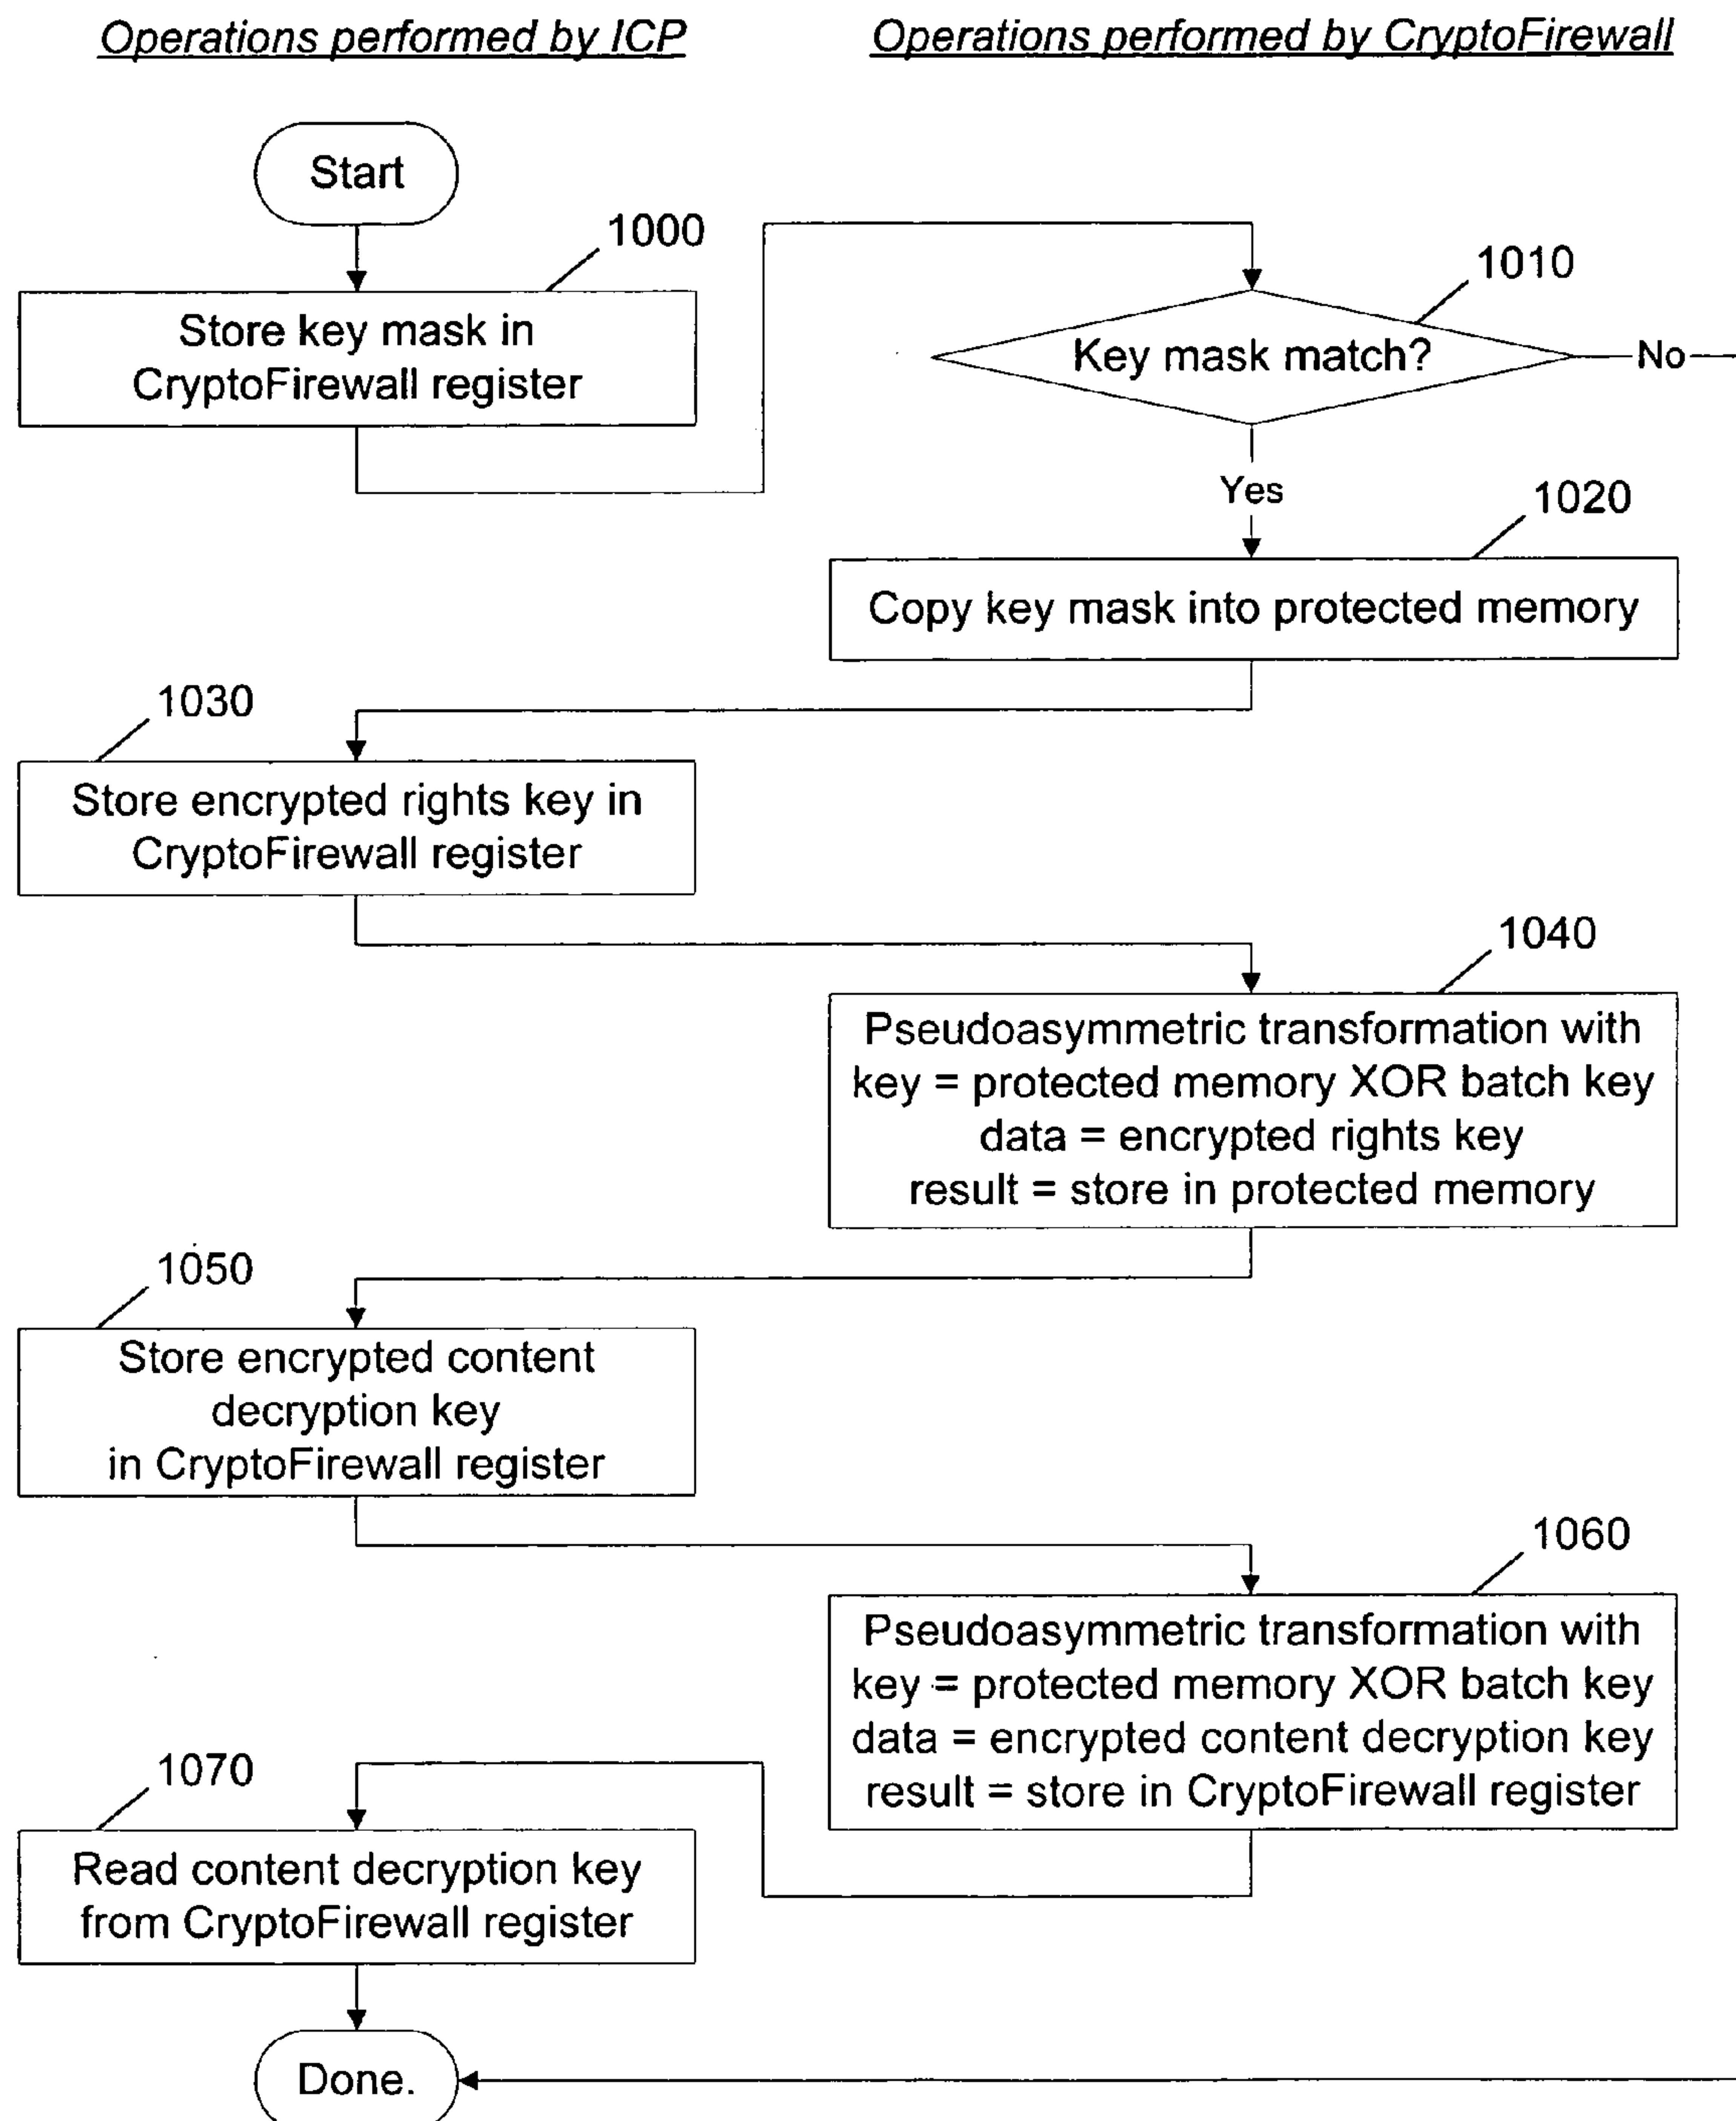 Operations performed by ICP
Operations performed by CryptoFirewall
Start
1000
Store key mask in
CryptoFirewall register
1010
Key mask match?
No
Yes
1020
Copy key mask into protected memory
1030
Store encrypted rights key in
CryptoFirewall register
1040
Pseudoasymmetric transformation with
key = protected memory XOR batch key
data = encrypted rights key
result = store in protected memory
1050
Store encrypted content
decryption key
in CryptoFirewall register
1060
Pseudoasymmetric transformation with
key = protected memory XOR batch key
data = encrypted content decryption key
result = store in CryptoFirewall register
1070
Read content decryption key
from CryptoFirewall register
Done.